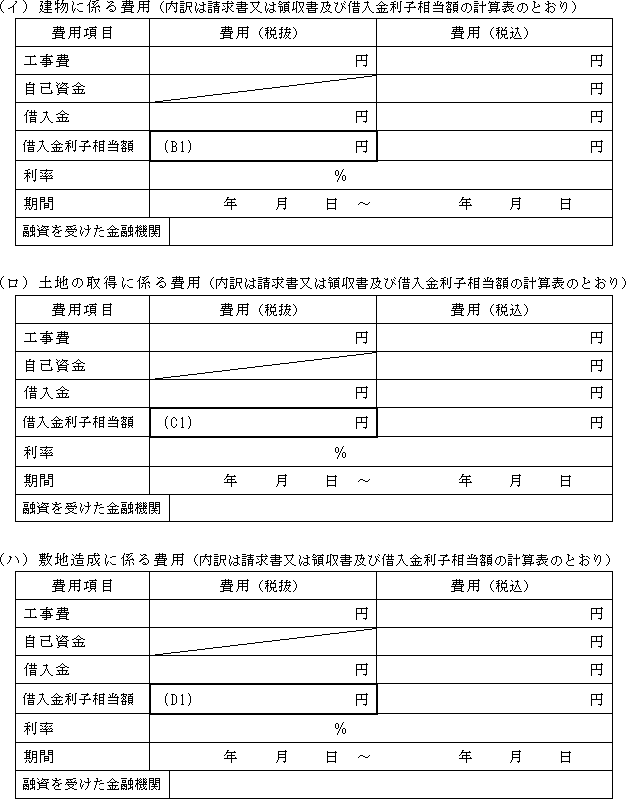 （イ）建物に係る費用（内訳は請求書又は領収書及び借入金利子相当額の計算表のとおり）
費用項目 費用（税抜） 費用（税込）
工事費 円 円
自己資金 円
借入金 円 円
借入金利子相当額 （B1） 円 円
利率 %
期間 年 月 日 ～ 年 月 日
融資を受けた金融機関
（ロ）土地の取得に係る費用（内訳は請求書又は領収書及び借入金利子相当額の計算表のとおり）
費用項目 費用（税抜） 費用（税込）
工事費 円 円
自己資金 円
借入金 円 円
借入金利子相当額 （C1） 円 円
利率 %
期間 年 月 日 ～ 年 月 日
融資を受けた金融機関
（ハ）敷地造成に係る費用（内訳は請求書又は領収書及び借入金利子相当額の計算表のとおり）
費用項目 費用（税抜） 費用（税込）
工事費 円 円
自己資金 円
借入金 円 円
借入金利子相当額 （D1） 円 円
利率 %
期間 年 月 日 ～ 年 月 日
融資を受けた金融機関